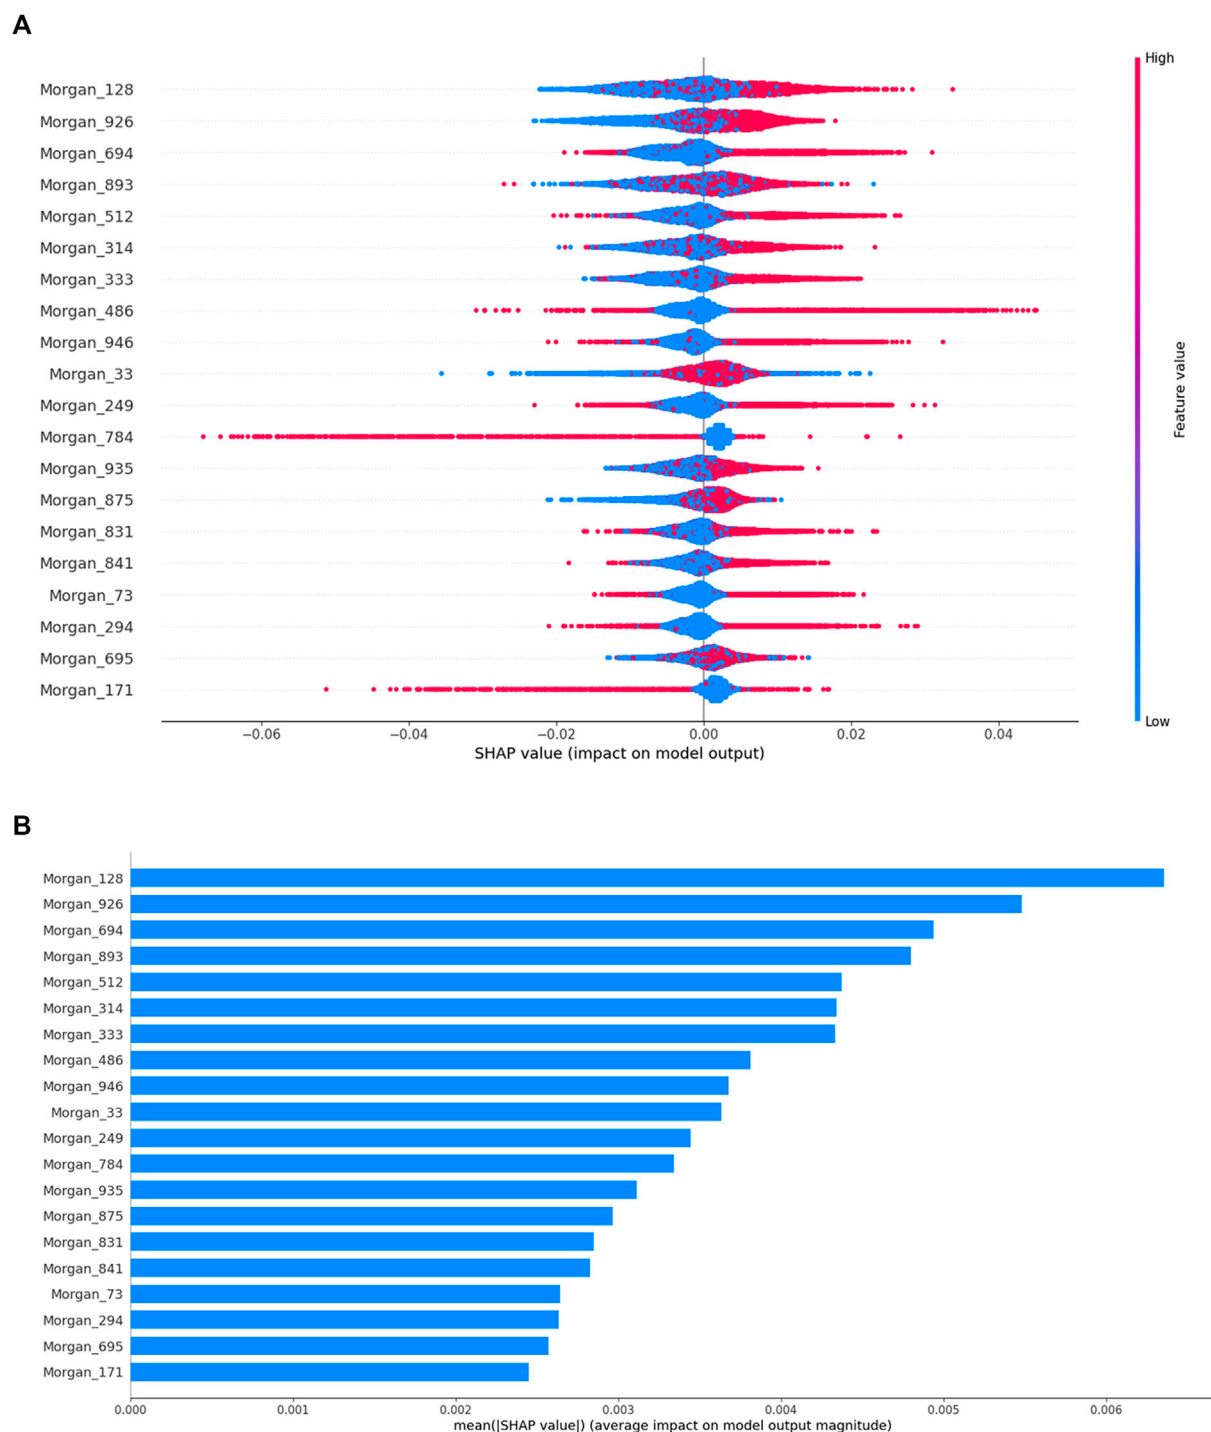 A
High
Morgan_128
Morgan_926
Morgan_694
Morgan_893
Morgan_512
Morgan_314
Morgan_333
Morgan_486
Morgan_946
Morgan_33
Morgan_249
Morgan_784
Morgan_935
Morgan_875
Morgan_831
Morgan_841
Morgan_73
Morgan_294
Morgan_695
Morgan_171
Feature value
Low
−0.06 −0.04 −0.02 0.00 0.02 0.04
SHAP value (impact on model output)
B
Morgan_128
Morgan_926
Morgan_694
Morgan_893
Morgan_512
Morgan_314
Morgan_333
Morgan_486
Morgan_946
Morgan_33
Morgan_249
Morgan_784
Morgan_935
Morgan_875
Morgan_831
Morgan_841
Morgan_73
Morgan_294
Morgan_695
Morgan_171
0.000 0.001 0.002 0.003 0.004 0.005 0.006
mean(|SHAP value|) (average impact on model output magnitude)